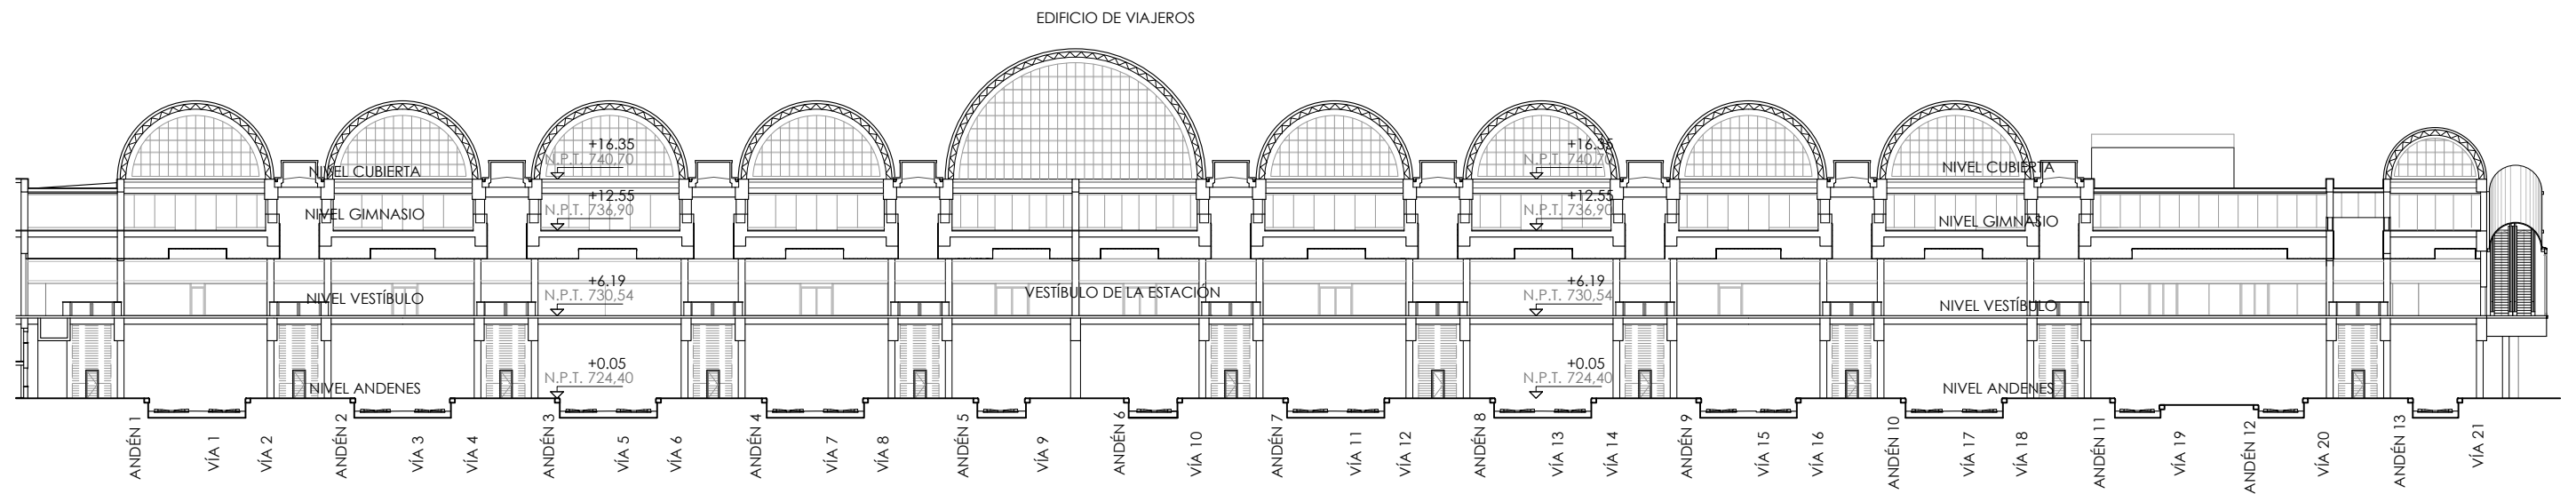 EDIFICIO DE VIAJEROS
+16.35
N.P.T. 740,70
NIVEL CUBIERTA
+12.55
N.P.T. 736,90
NIVEL GIMNASIO
+6.19
N.P.T. 730,54
NIVEL VESTÍBULO
+0.05
N.P.T. 724,40
NIVEL ANDENES
VESTÍBULO DE LA ESTACIÓN
+16.35
N.P.T. 740,70
NIVEL CUBIERTA
+12.55
N.P.T. 736,90
NIVEL GIMNASIO
+6.19
N.P.T. 730,54
NIVEL VESTÍBULO
+0.05
N.P.T. 724,40
NIVEL ANDENES
ANDÉN 1
VÍA 1
VÍA 2
ANDÉN 2
VÍA 3
VÍA 4
ANDÉN 3
VÍA 5
VÍA 6
ANDÉN 4
VÍA 7
VÍA 8
ANDÉN 5
VÍA 9
ANDÉN 6
VÍA 10
ANDÉN 7
VÍA 11
VÍA 12
ANDÉN 8
VÍA 13
VÍA 14
ANDÉN 9
VÍA 15
VÍA 16
ANDÉN 10
VÍA 17
VÍA 18
ANDÉN 11
VÍA 19
ANDÉN 12
VÍA 20
ANDÉN 13
VÍA 21